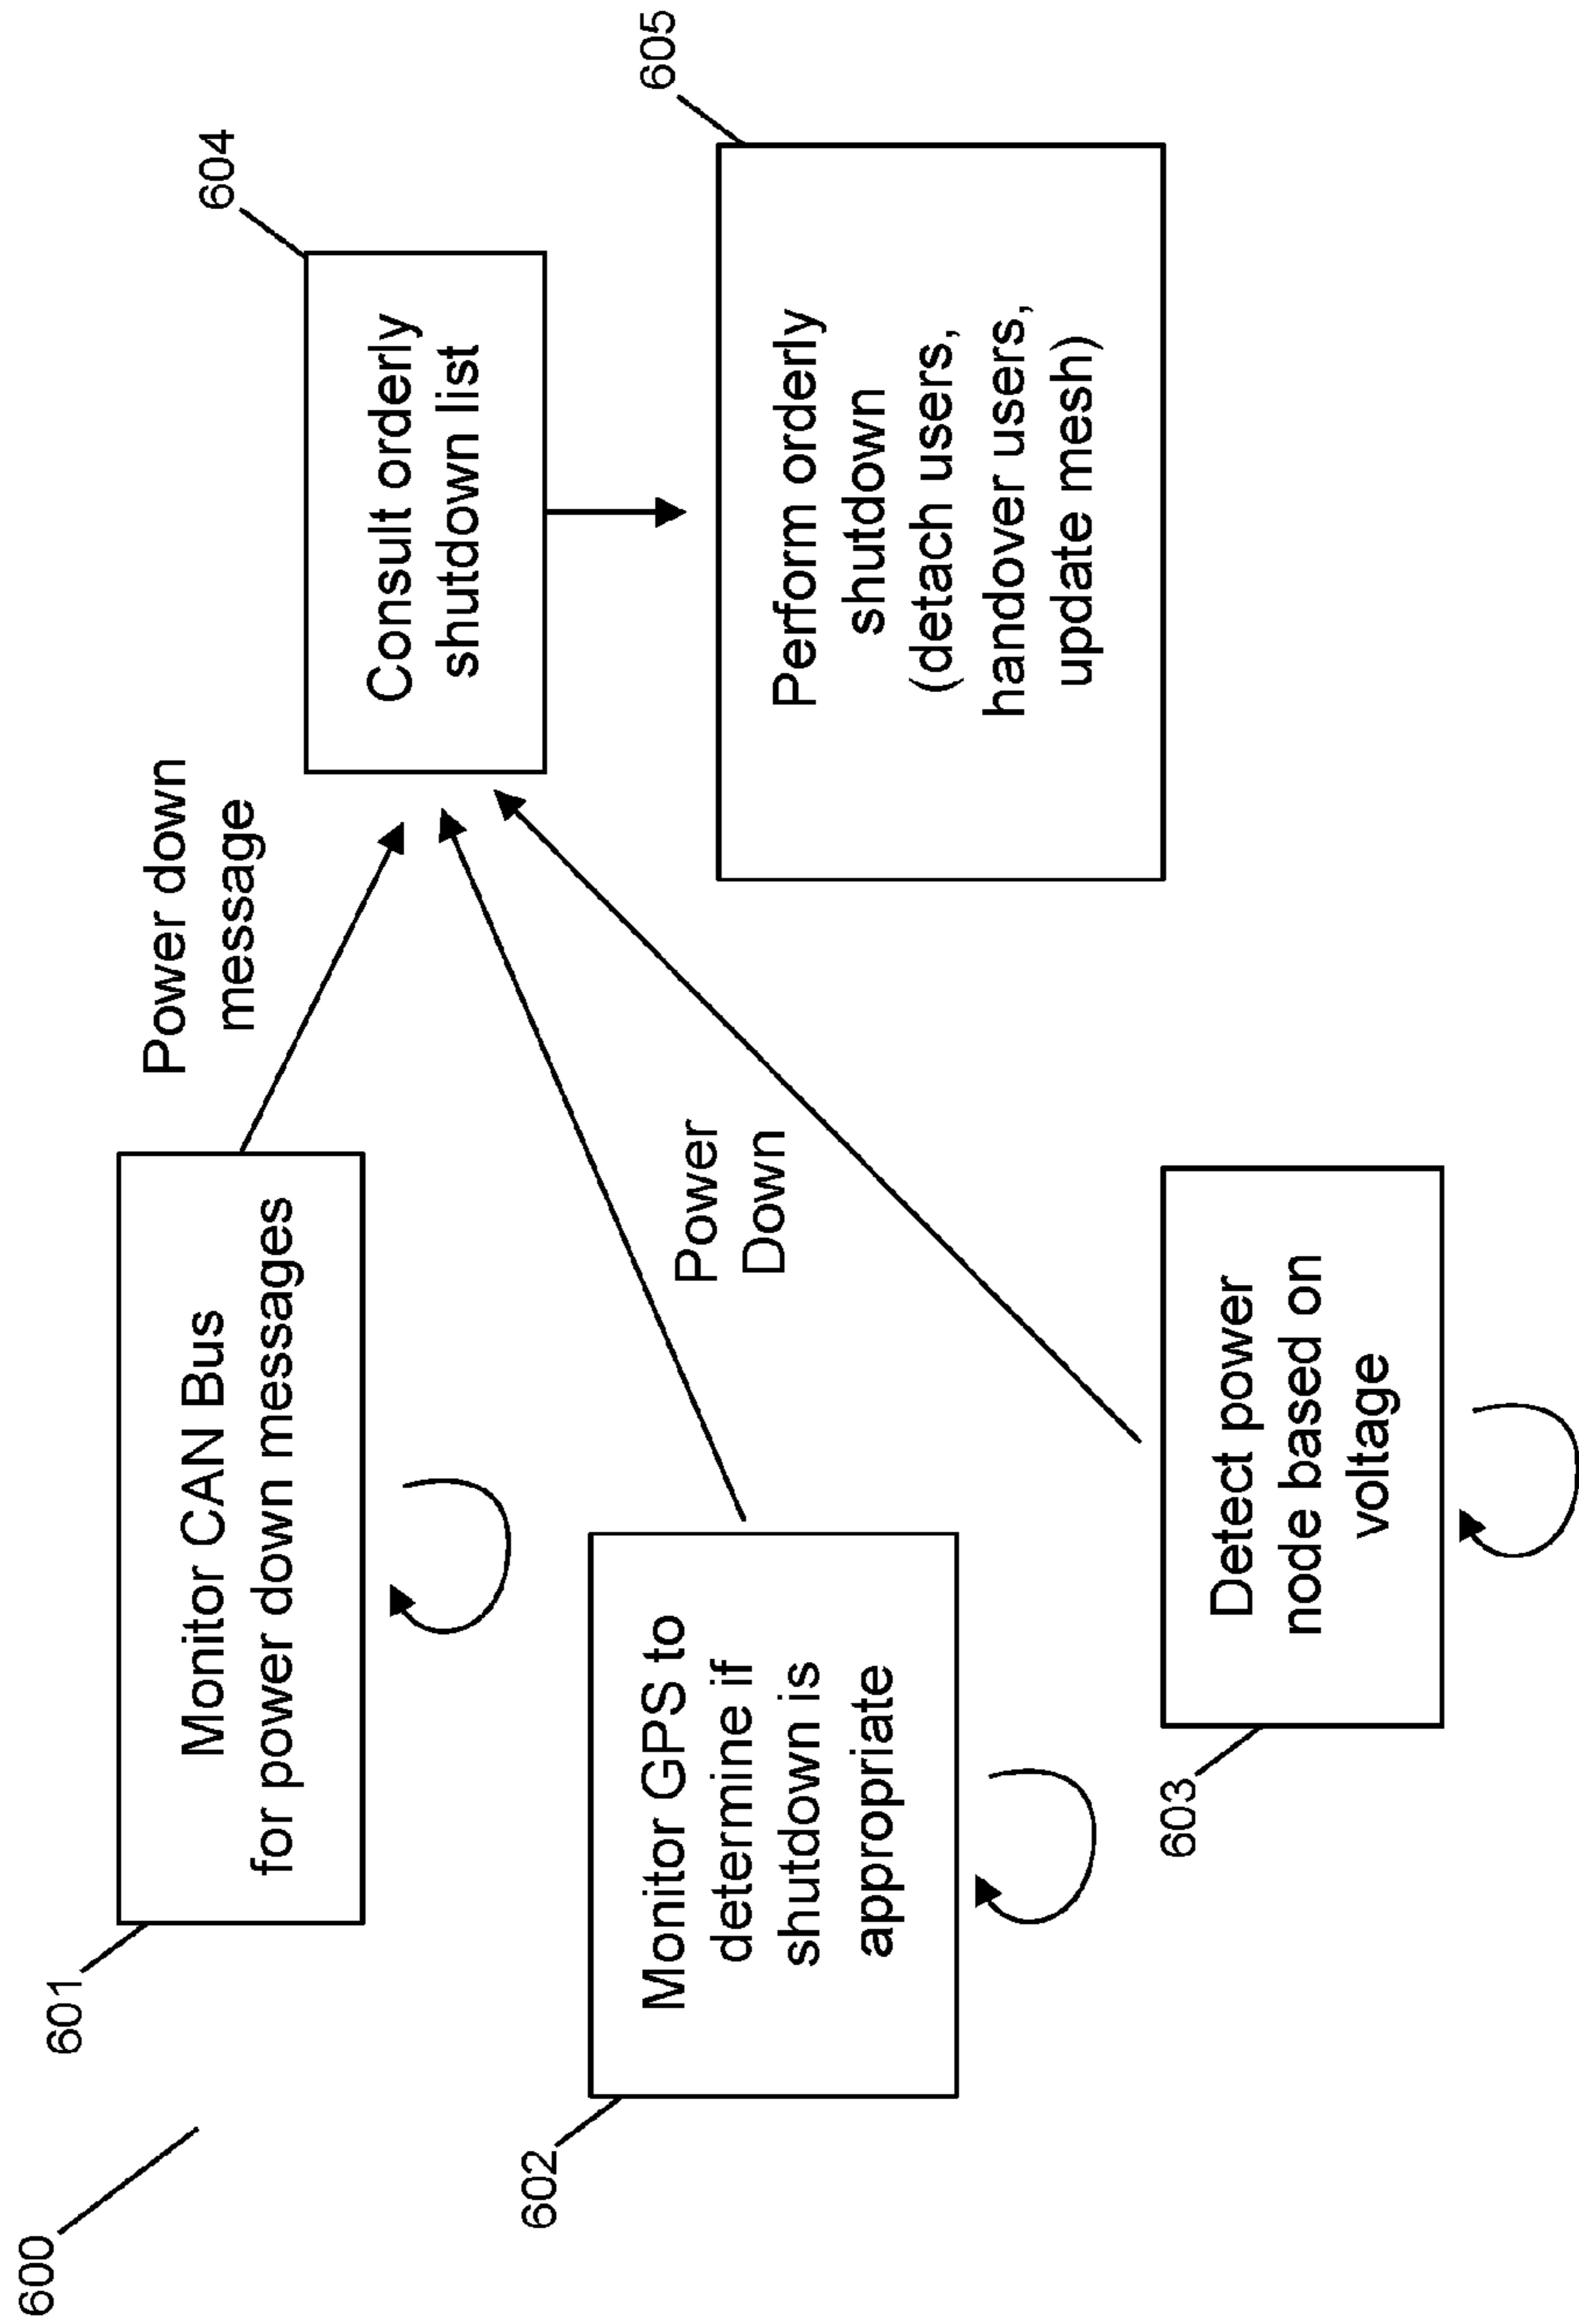 600
601
Monitor CAN Bus
for power down messages
Power down
message
604
Consult orderly
shutdown list
602
Monitor GPS to
determine if
shutdown is
appropriate
Power
Down
605
Perform orderly
shutdown
(detach users,
handover users,
update mesh)
603
Detect power
node based on
voltage